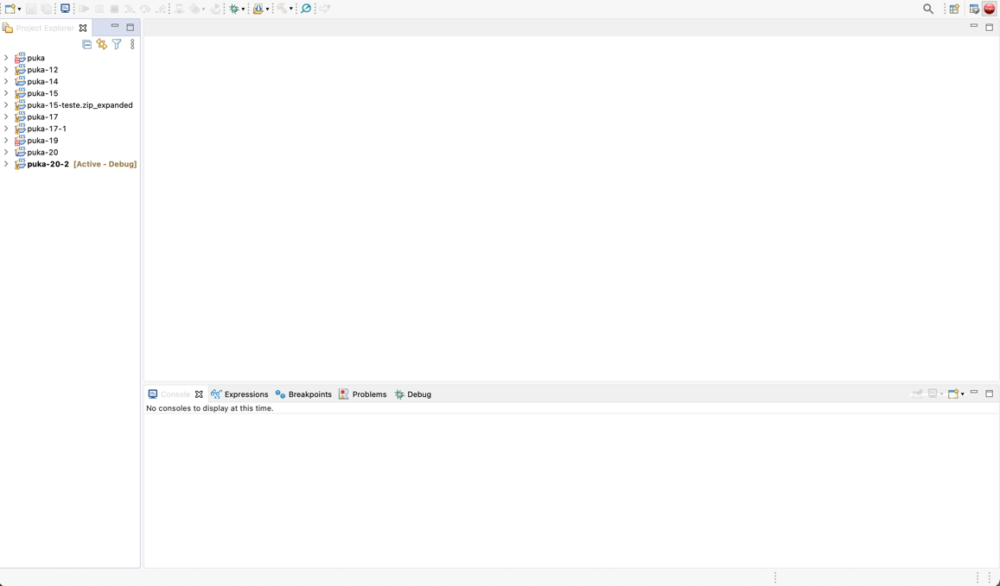 Project Explorer
puka
puka-12
puka-14
puka-15
puka-15-teste.zip_expanded
puka-17
puka-17-1
puka-19
puka-20
puka-20-2 [Active - Debug]
Console Expressions Breakpoints Problems Debug
No consoles to display at this time.